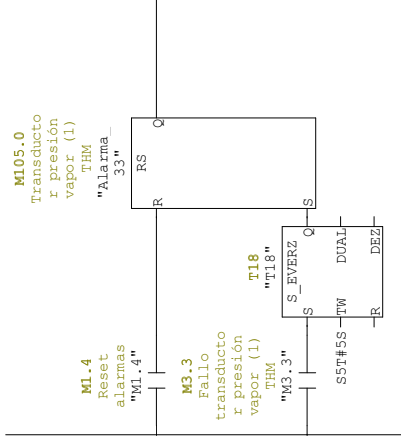 M105.0
Transducto
r presión
vapor (1)
THM
"Alarma_
33"
RS
R
Q
S
M1.4
Reset
alarmas
"M1.4"
M3.3
Fallo
transducto
r presión
vapor (1)
THM
"M3.3"
T18
"T18"
S_EVERZ
S
Q
S5T#5S
TW
DUAL
R
DEZ